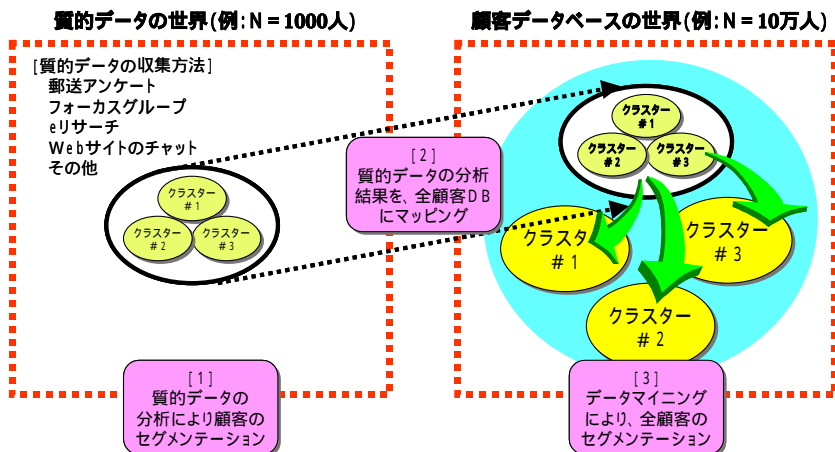 質的データの世界(例:N=1000人)
[質的データの収集方法]
郵送アンケート
フォーカスグループ
eリサーチ
Webサイトのチャット
その他
クラスター
#1
クラスター
#2
クラスター
#3
[1]
質的データの
分析により顧客の
セグメンテーション
[2]
質的データの分析
結果を、全顧客DB
にマッピング
顧客データベースの世界(例:N=10万人)
クラスター
#1
クラスター
#2
クラスター
#3
クラスター
#1
クラスター
#2
クラスター
#3
[3]
データマイニング
により、全顧客の
セグメンテーション